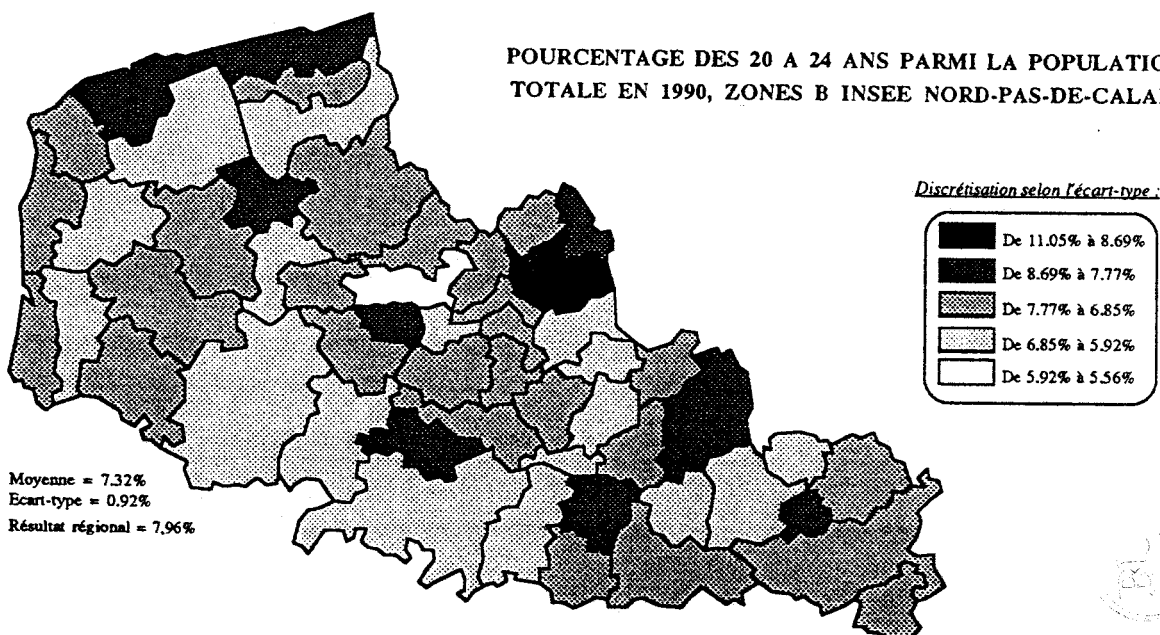 POURCENTAGE DES 20 A 24 ANS PARMI LA POPULATIO
TOTALE EN 1990, ZONES B INSEE NORD-PAS-DE-CALA
Discrétisation selon l'écart-type :
De 11.05% à 8.69%
De 8.69% à 7.77%
De 7.77% à 6.85%
De 6.85% à 5.92%
De 5.92% à 5.56%
Moyenne = 7.32%
Ecart-type = 0.92%
Résultat régional = 7,96%